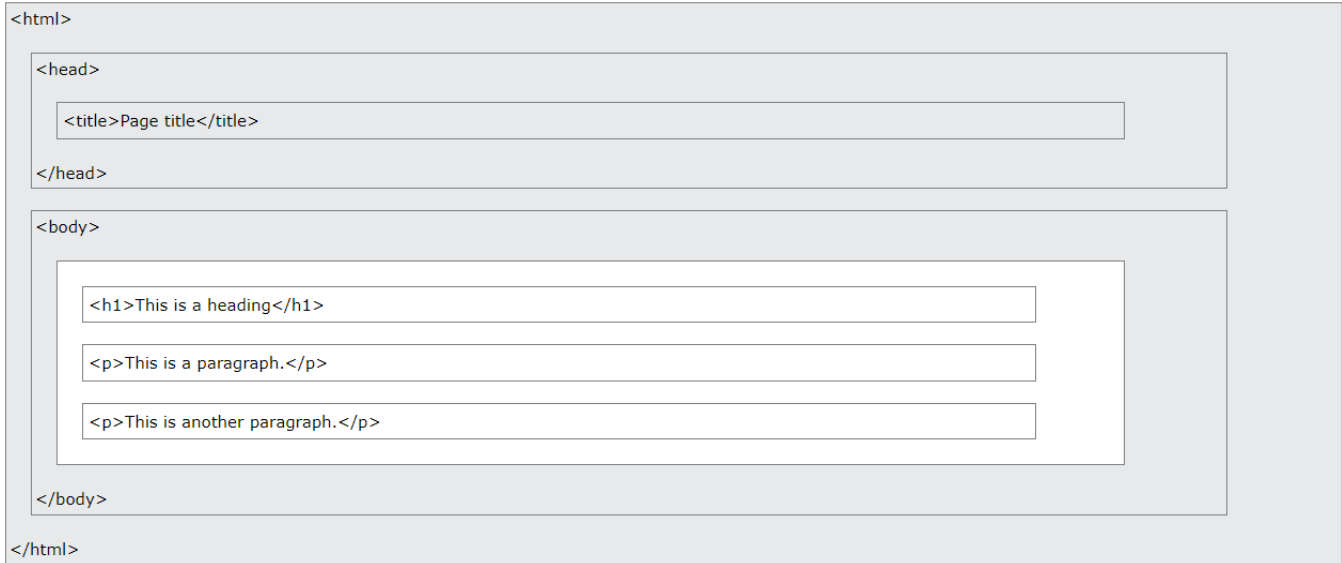 <html>
<head>
<title>Page title</title>
</head>
<body>
<h1>This is a heading</h1>
<p>This is a paragraph.</p>
<p>This is another paragraph.</p>
</body>
</html>